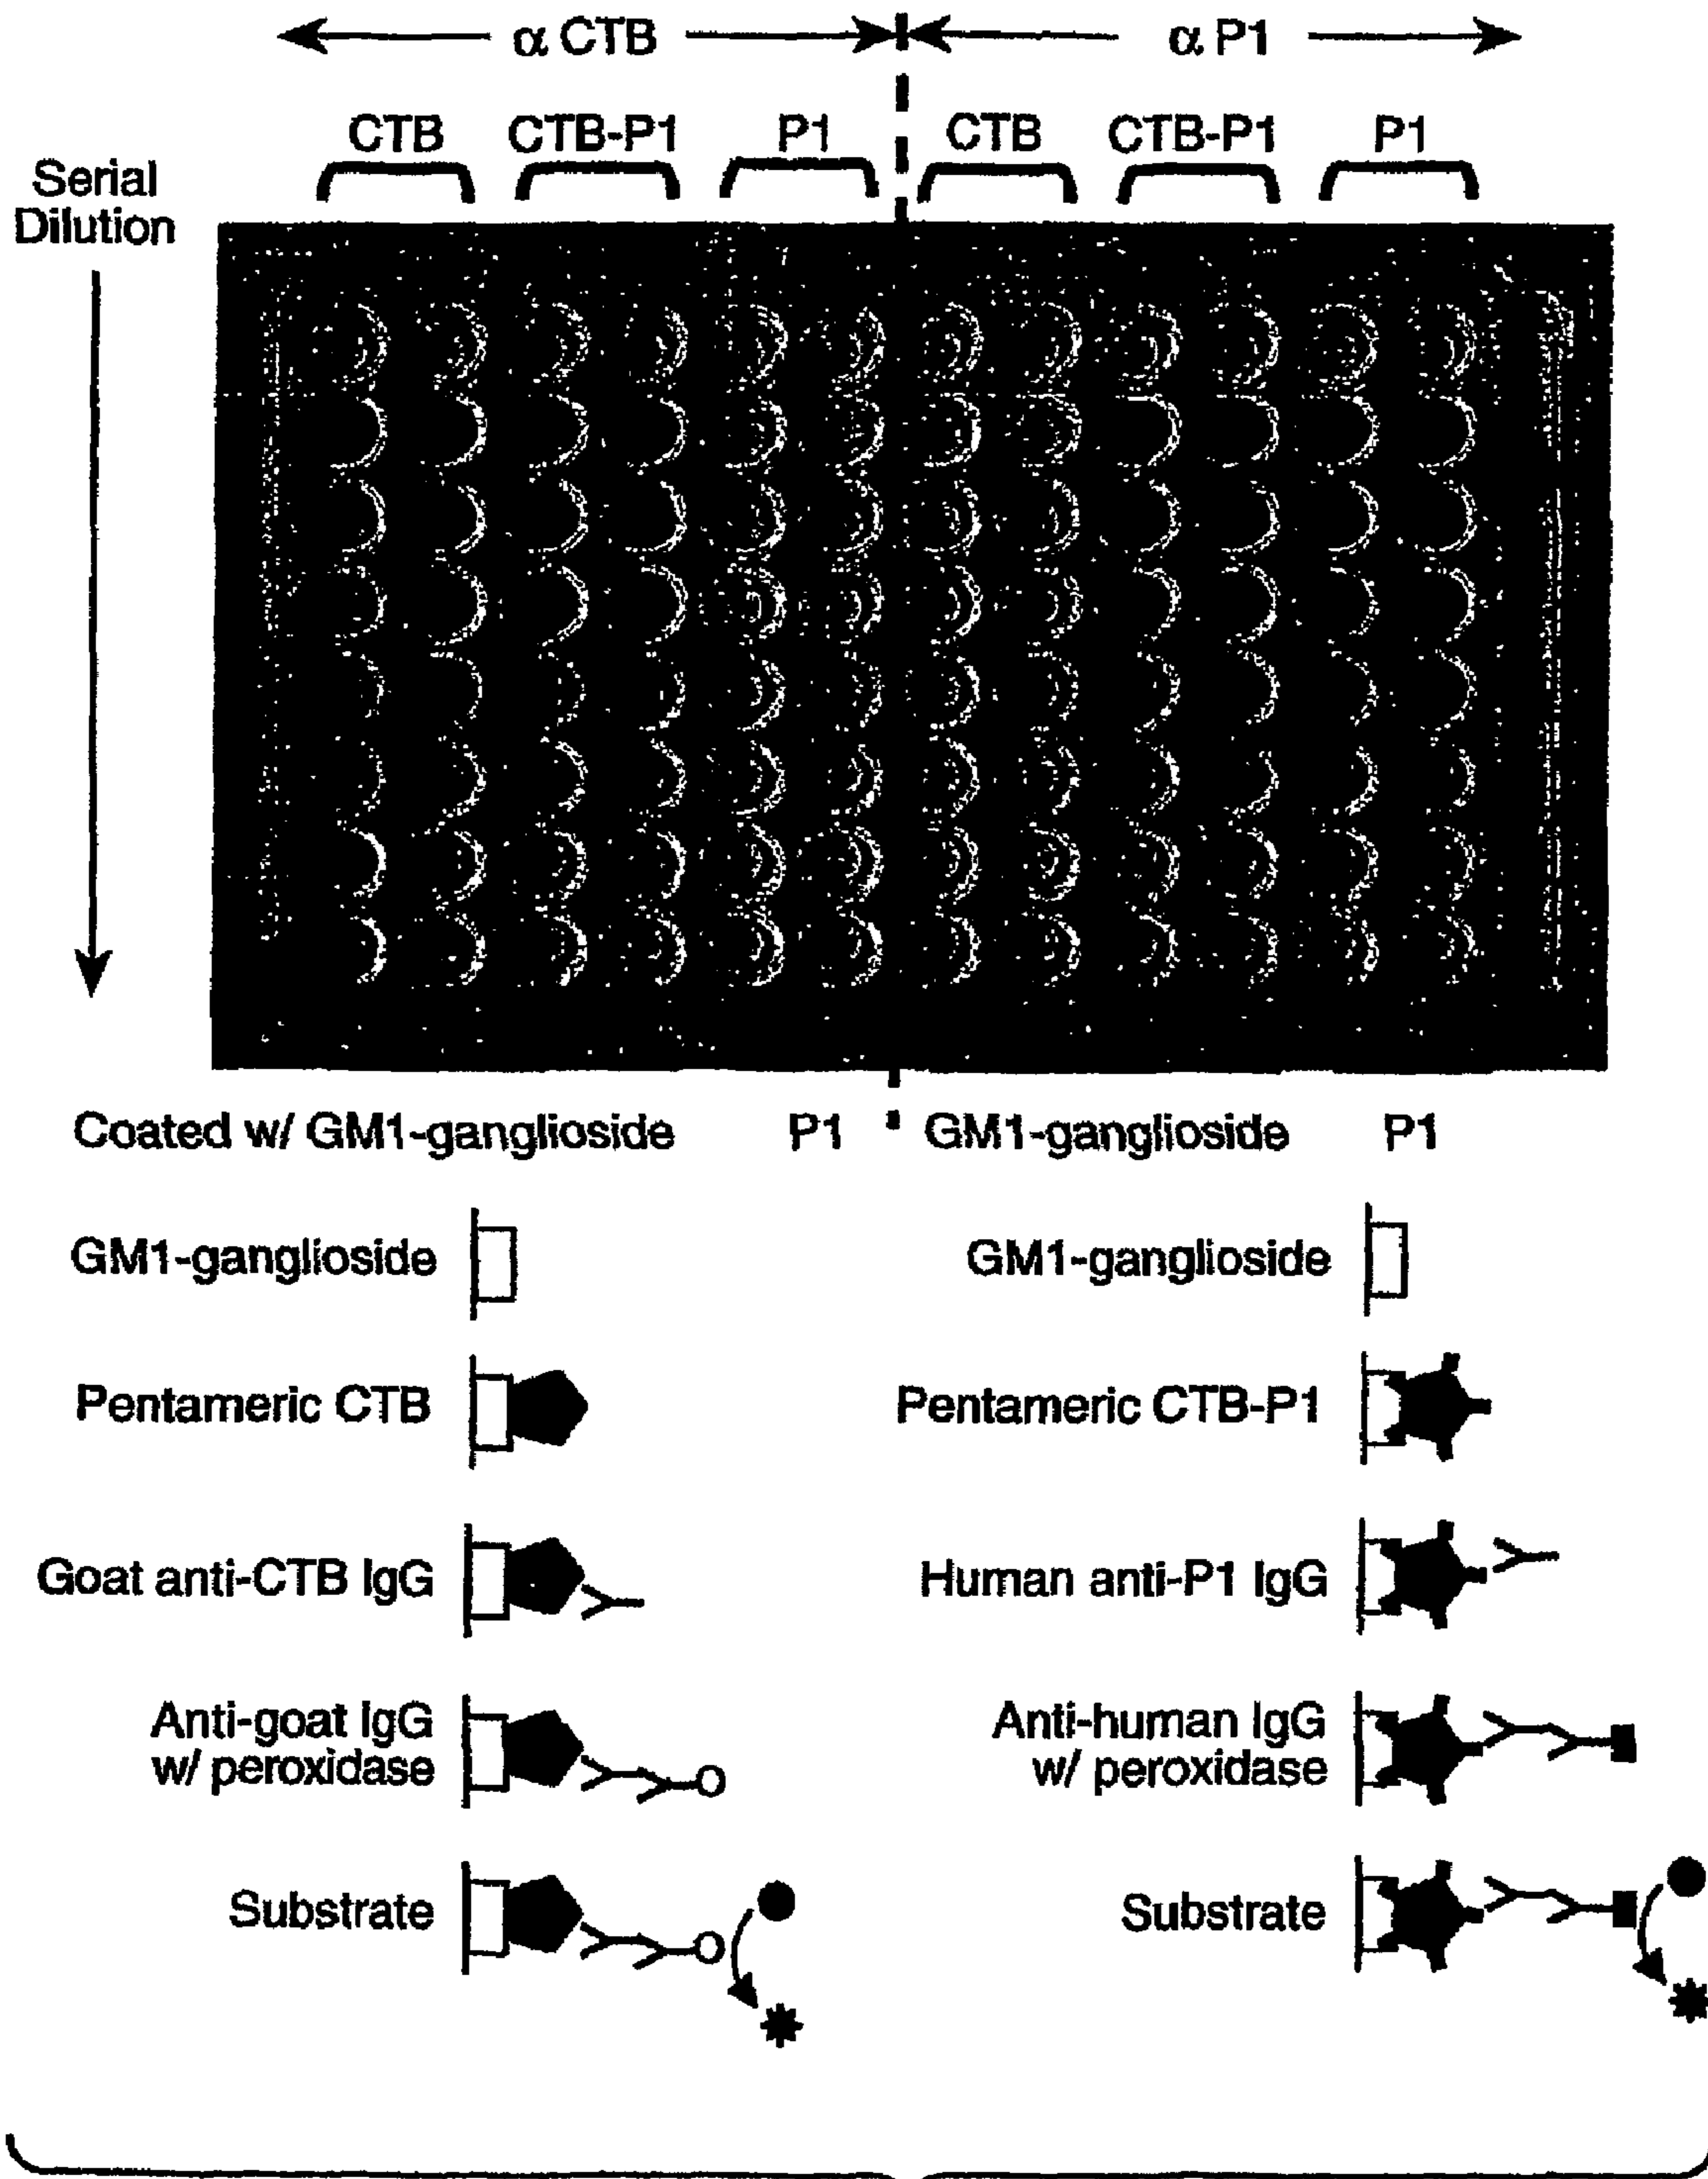 α CTB α P1
CTB CTB-P1 P1 CTB CTB-P1 P1
Serial
Dilution
Coated w/ GM1-ganglioside P1 GM1-ganglioside P1
GM1-ganglioside GM1-ganglioside
Pentameric CTB Pentameric CTB-P1
Goat anti-CTB IgG Human anti-P1 IgG
Anti-goat IgG Anti-human IgG
w/ peroxidase w/ peroxidase
Substrate Substrate